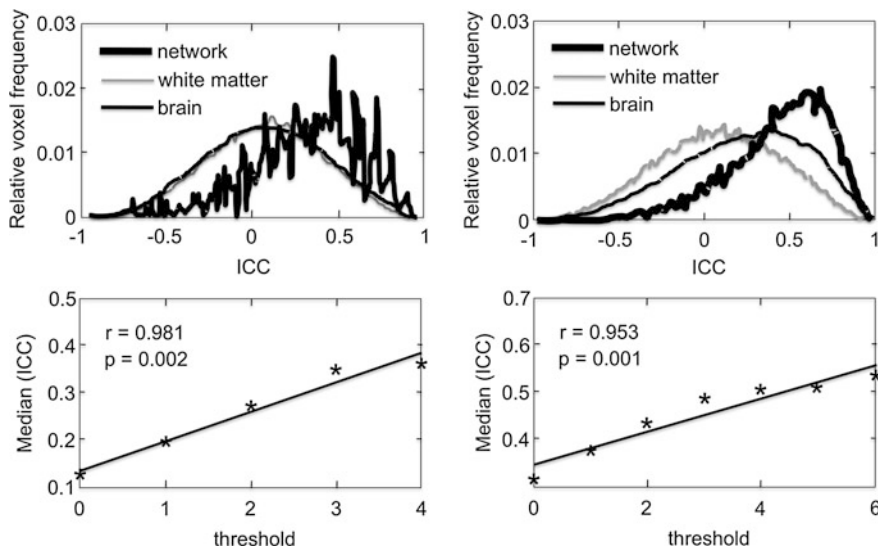 0.03
0.02
0.01
0
Relative voxel frequency
network
white matter
brain
-1
-0.5
0
0.5
1
ICC
0.03
0.02
0.01
0
Relative voxel frequency
network
white matter
brain
-1
-0.5
0
0.5
1
ICC
0.5
0.4
0.3
0.2
0.1
Median (ICC)
r = 0.981
p = 0.002
0
1
2
3
4
threshold
0.7
0.6
0.5
0.4
Median (ICC)
r = 0.953
p = 0.001
0
2
4
6
threshold